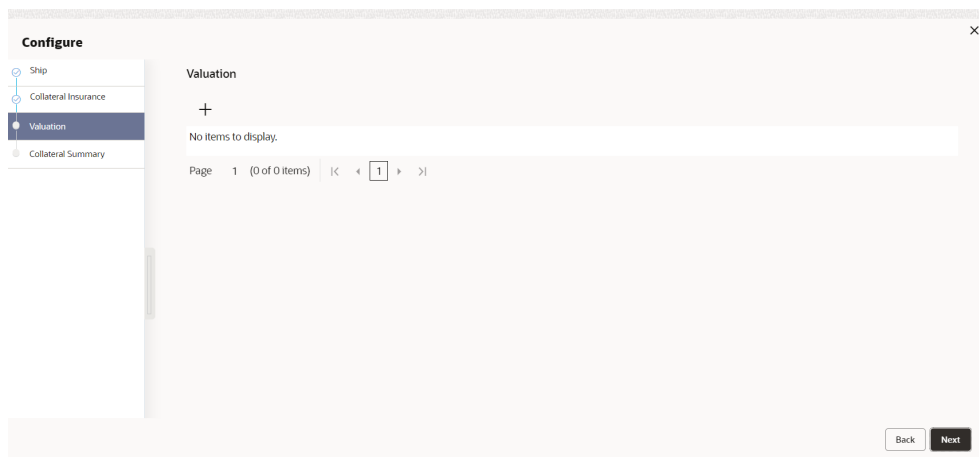 Configure
Ship
Collateral Insurance
Valuation
Collateral Summary
Valuation
No items to display.
Page 1 (0 of 0 items) 1
Back Next